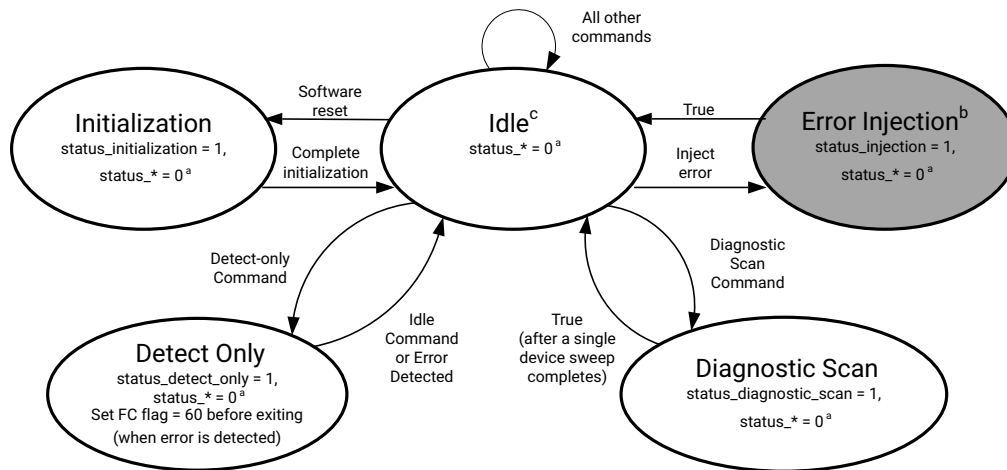 All other
commands
Software
reset
Initialization
status_initialization = 1,
status_* = 0 a
Complete
initialization
Idle c
status_* = 0 a
True
Inject
error
Error Injection b
status_injection = 1,
status_* = 0 a
Detect-only
Command
Idle
Command
or Error
Detected
True
(after a single
device sweep
completes)
Diagnostic
Scan
Command
Detect Only
status_detect_only = 1,
status_* = 0 a
Set FC flag = 60 before exiting
(when error is detected)
Diagnostic Scan
status_diagnostic_scan = 1,
status_* = 0 a